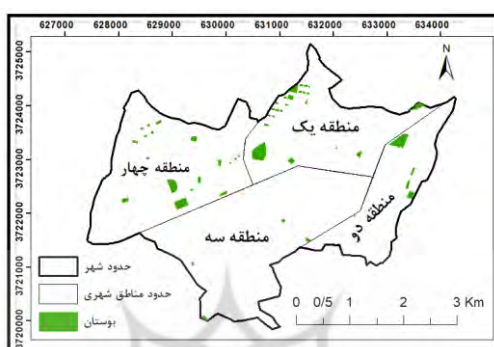 627000 628000 629000 630000 631000 632000 633000 634000
3725000
3724000
3723000
3722000
3721000
3720000
N
منطقه یک
منطقه چهار
منطقه دو
منطقه سه
حدود شهر
حدود مناطق شهری
بوستان
0 0/5 1 2 3 Km